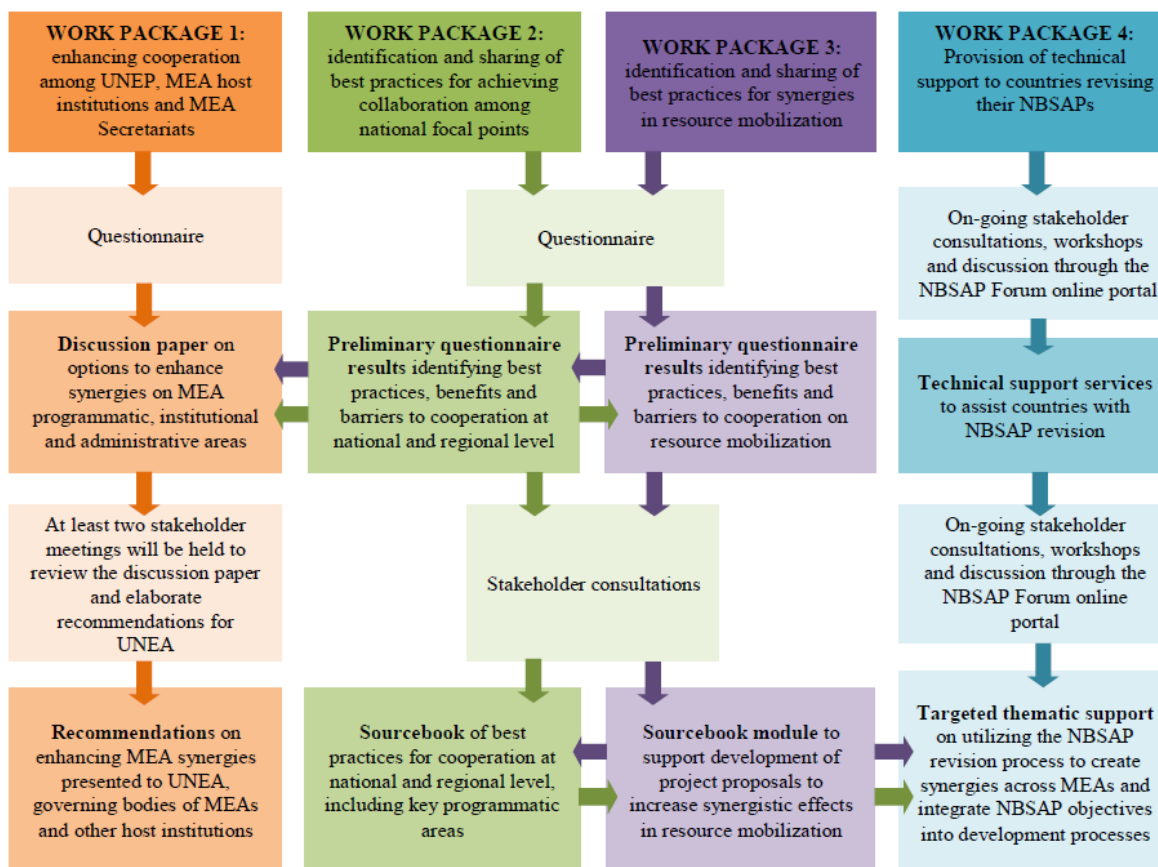 WORK PACKAGE 1:
enhancing cooperation
among UNEP, MEA host
institutions and MEA
Secretariats
WORK PACKAGE 2:
identification and sharing of
best practices for achieving
collaboration among
national focal points
WORK PACKAGE 3:
identification and sharing of
best practices for synergies
in resource mobilization
WORK PACKAGE 4:
Provision of technical
support to countries revising
their NBSAPs
Questionnaire
Questionnaire
On-going stakeholder
consultations, workshops
and discussion through the
NBSAP Forum online portal
Discussion paper on
options to enhance
synergies on MEA
programmatic, institutional
and administrative areas
Preliminary questionnaire
results identifying best
practices, benefits and
barriers to cooperation at
national and regional level
Preliminary questionnaire
results identifying best
practices, benefits and
barriers to cooperation on
resource mobilization
Technical support services
to assist countries with
NBSAP revision
At least two stakeholder
meetings will be held to
review the discussion paper
and elaborate
recommendations for
UNEA
Stakeholder consultations
On-going stakeholder
consultations, workshops
and discussion through the
NBSAP Forum online
portal
Recommendations on
enhancing MEA synergies
presented to UNEA,
governing bodies of MEAs
and other host institutions
Sourcebook of best
practices for cooperation at
national and regional level,
including key programmatic
areas
Sourcebook module to
support development of
project proposals to
increase synergistic effects
in resource mobilization
Targeted thematic support
on utilizing the NBSAP
revision process to create
synergies across MEAs and
integrate NBSAP objectives
into development processes